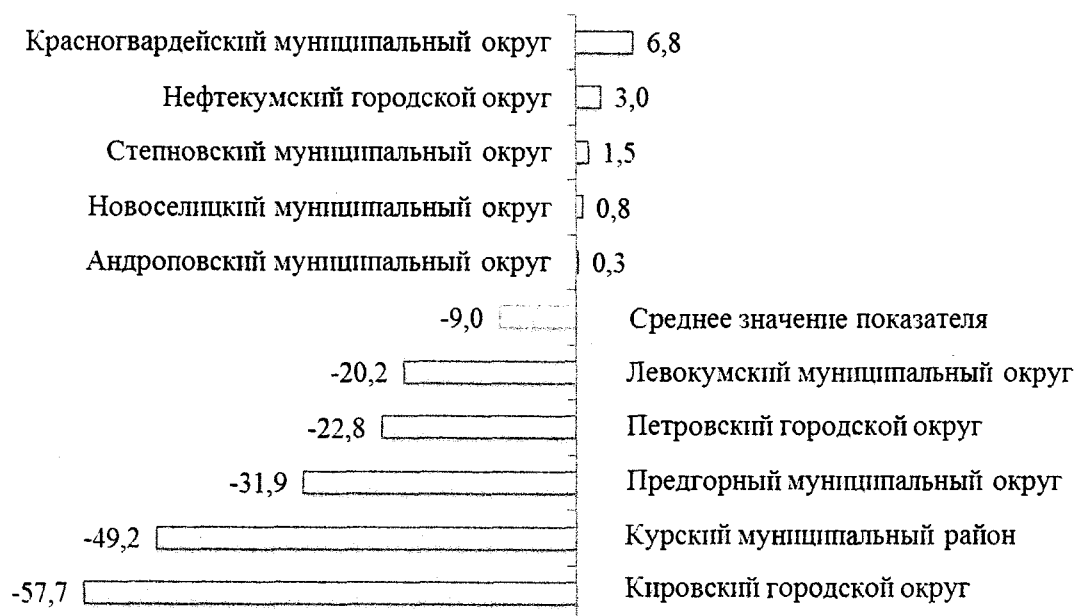 Красногвардейский муниципальный округ 6,8
Нефтекумский городской округ 3,0
Степновский муниципальный округ 1,5
Новоселицкий муниципальный округ 0,8
Андроповский муниципальный округ 0,3
-9,0 Среднее значение показателя
-20,2 Левокумский муниципальный округ
-22,8 Петровский городской округ
-31,9 Предгорный муниципальный округ
-49,2 Курский муниципальный район
-57,7 Кировский городской округ